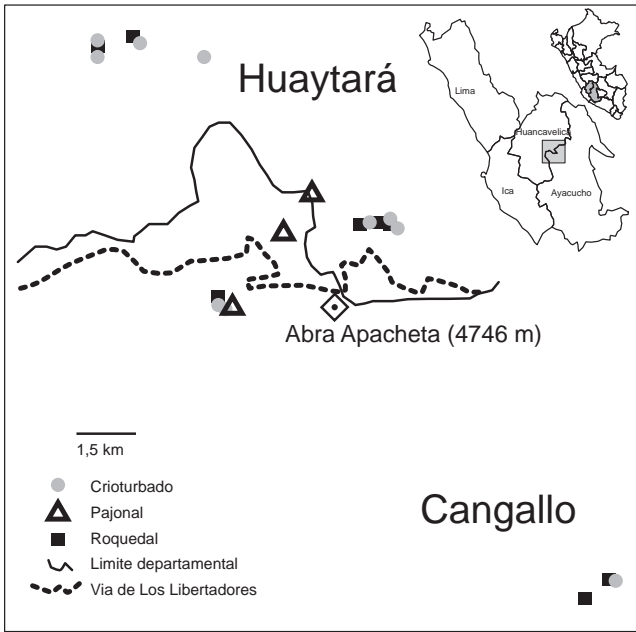 Huaytará
Lima
Huancavelica
Ica
Ayacucho
Abra Apacheta (4746 m)
1,5 km
Crioturbado
Pajonal
Roquedal
Limite departamental
Via de Los Libertadores
Cangallo